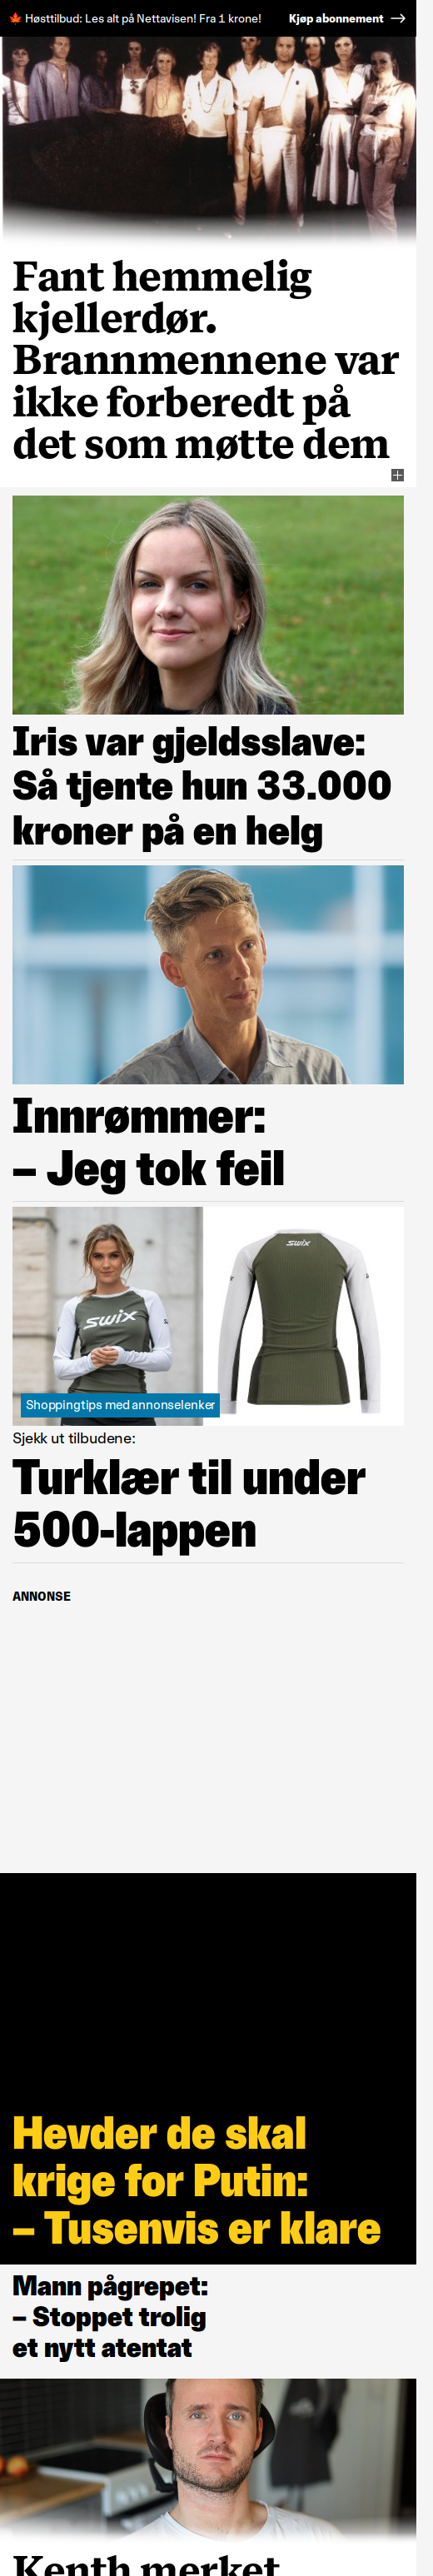 🍁 Høsttilbud: Les alt på Nettavisen! Fra 1 krone! Kjøp abonnement →
Fant hemmelig
kjellerdør.
Brannmennene var
ikke forberedt på
det som møtte dem
Iris var gjeldsslave:
Så tjente hun 33.000
kroner på en helg
Innrømmer:
– Jeg tok feil
swix
swix
Shoppingtips med annonselenker
Sjekk ut tilbudene:
Turklær til under
500-lappen
ANNONSE
Hevder de skal
krige for Putin:
– Tusenvis er klare
Mann pågrepet:
– Stoppet trolig
et nytt atentat
Kenth merket